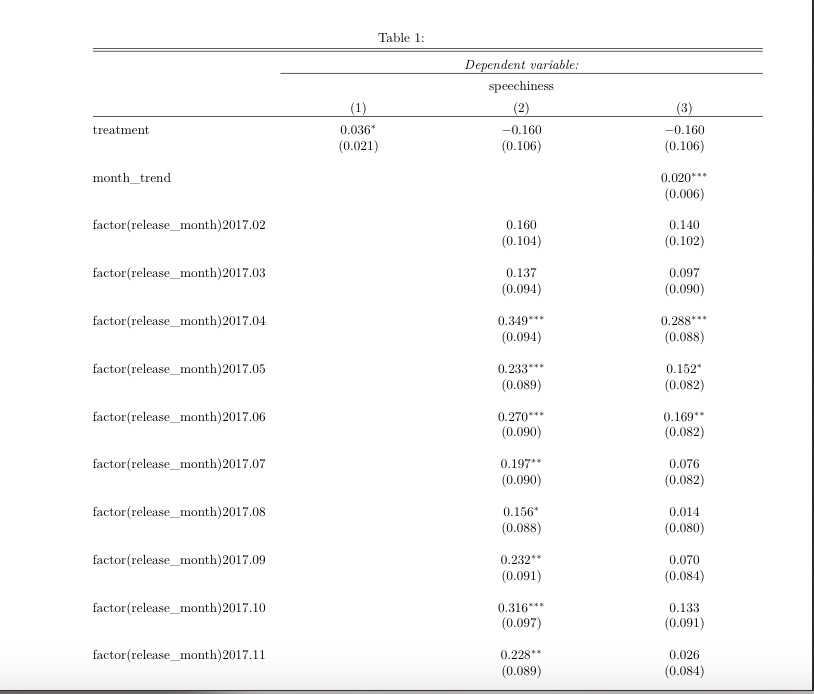 Table 1:
Dependent variable:
speechiness
(1) (2) (3)
treatment 0.036* −0.160 −0.160
(0.021) (0.106) (0.106)
month_trend 0.020***
(0.006)
factor(release_month)2017.02 0.160 0.140
(0.104) (0.102)
factor(release_month)2017.03 0.137 0.097
(0.094) (0.090)
factor(release_month)2017.04 0.349*** 0.288***
(0.094) (0.088)
factor(release_month)2017.05 0.233*** 0.152*
(0.089) (0.082)
factor(release_month)2017.06 0.270*** 0.169**
(0.090) (0.082)
factor(release_month)2017.07 0.197** 0.076
(0.090) (0.082)
factor(release_month)2017.08 0.156* 0.014
(0.088) (0.080)
factor(release_month)2017.09 0.232** 0.070
(0.091) (0.084)
factor(release_month)2017.10 0.316*** 0.133
(0.097) (0.091)
factor(release_month)2017.11 0.228** 0.026
(0.089) (0.084)